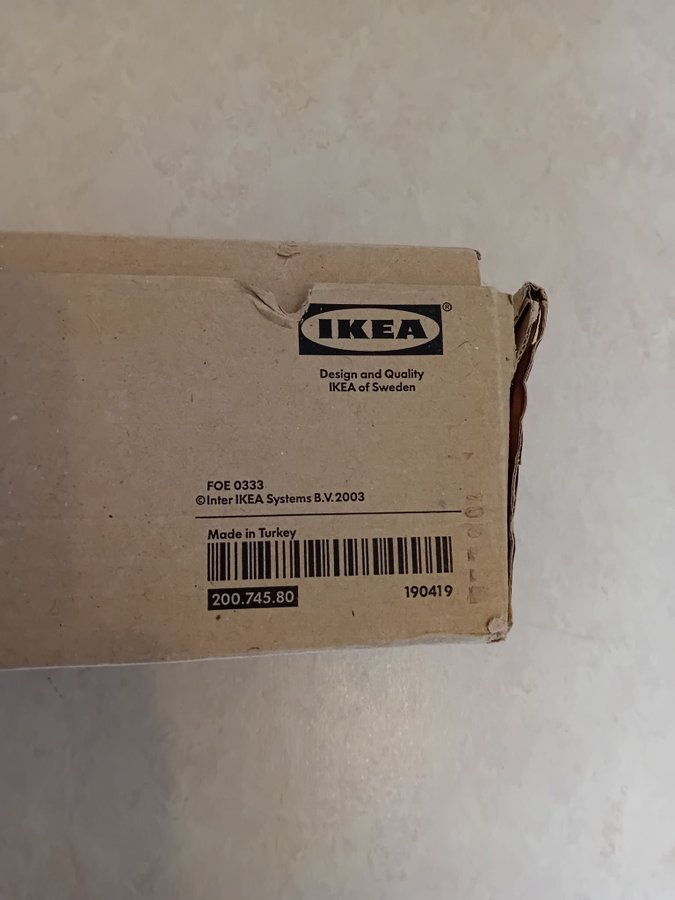 IKEA®
Design and Quality
IKEA of Sweden
FOE 0333
©Inter IKEA Systems B.V.2003
Made in Turkey
200.745.80
190419